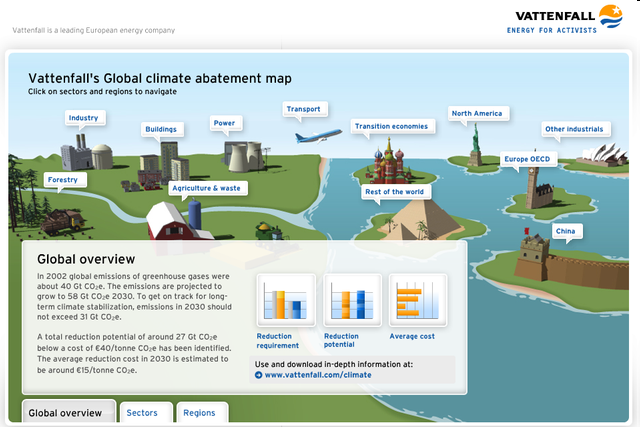 Vattenfall is a leading European energy company
VATTENFALL
ENERGY FOR ACTIVISTS
Vattenfall's Global climate abatement map
Click on sectors and regions to navigate
Industry
Buildings
Power
Transport
Transition economies
North America
Other industrials
Forestry
Agriculture & waste
Rest of the world
Europe OECD
China
Global overview
In 2002 global emissions of greenhouse gases were
about 40 Gt CO₂e. The emissions are projected to
grow to 58 Gt CO₂e 2030. To get on track for long-
term climate stabilization, emissions in 2030 should
not exceed 31 Gt CO₂e.
A total reduction potential of around 27 Gt CO₂e
below a cost of €40/tonne CO₂e has been identified.
The average reduction cost in 2030 is estimated to
be around €15/tonne CO₂e.
Reduction
requirement
Reduction
potential
Average cost
Use and download in-depth information at:
www.vattenfall.com/climate
Global overview
Sectors
Regions